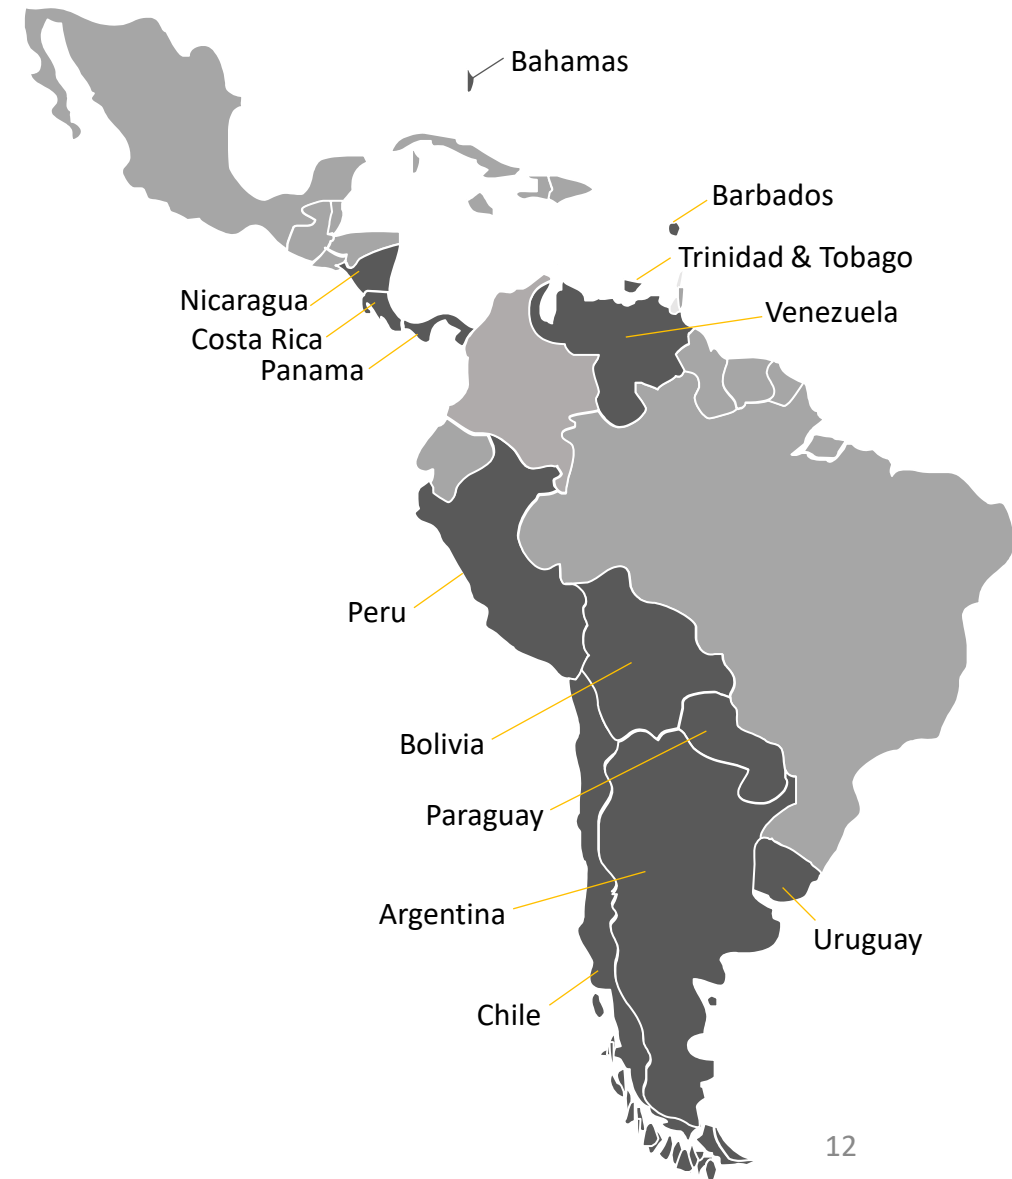 Bahamas
Barbados
Trinidad & Tobago
Nicaragua
Venezuela
Costa Rica
Panama
Peru
Bolivia
Paraguay
Argentina
Uruguay
Chile
12